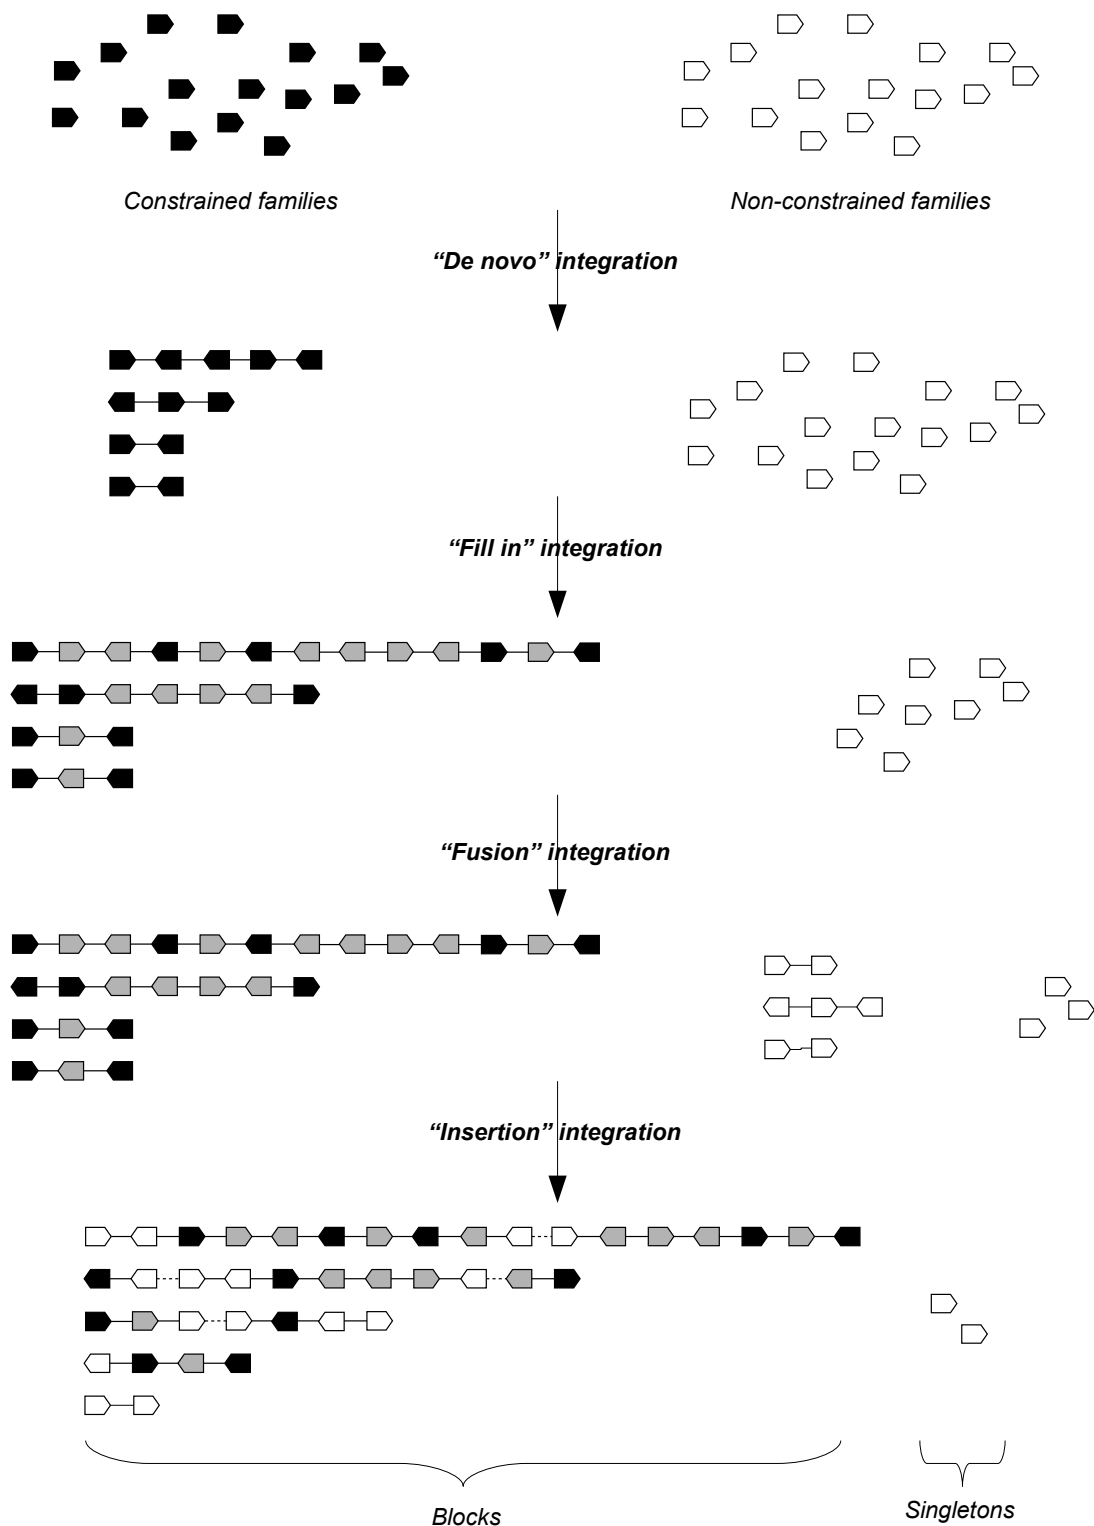 Constrained families
Non-constrained families
“De novo” integration
“Fill in” integration
“Fusion” integration
“Insertion” integration
Blocks
Singletons